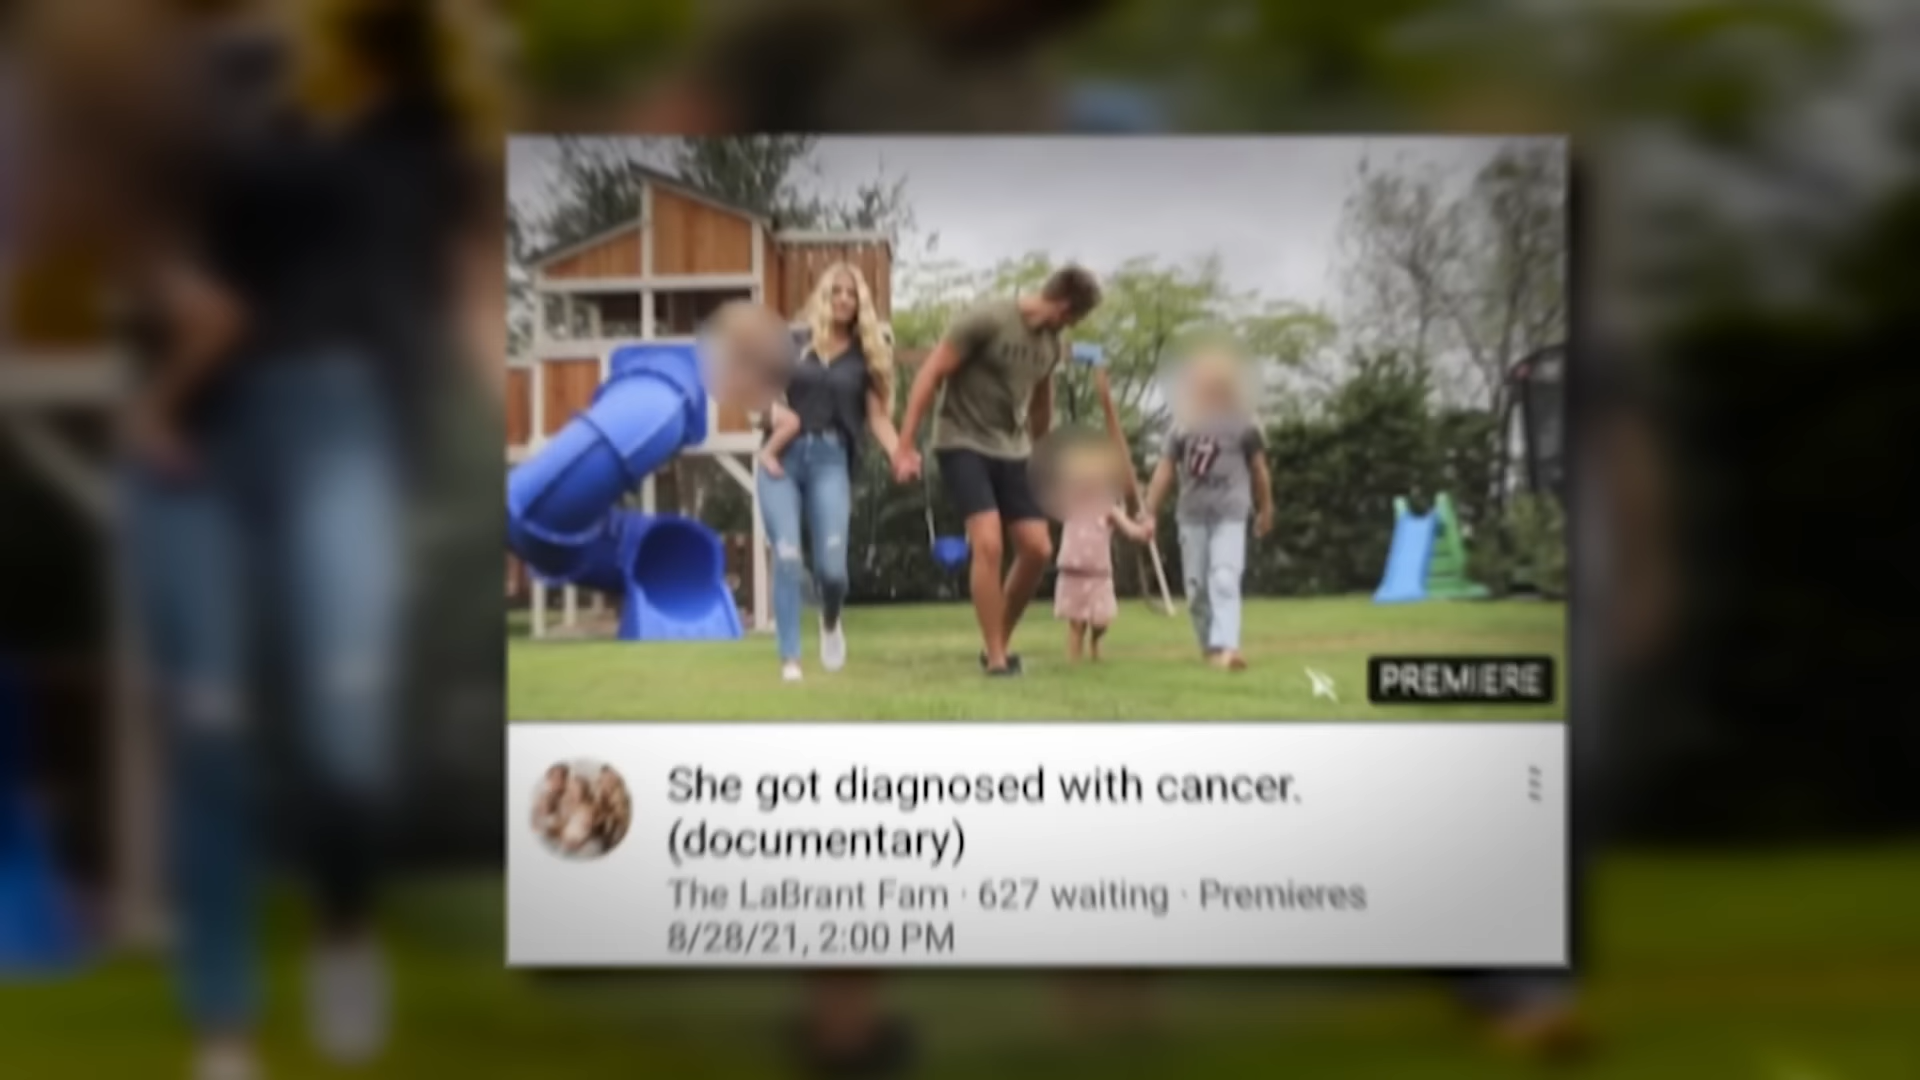 PREMIERE
She got diagnosed with cancer.
(documentary)
The LaBrant Fam · 627 waiting · Premieres
8/28/21, 2:00 PM